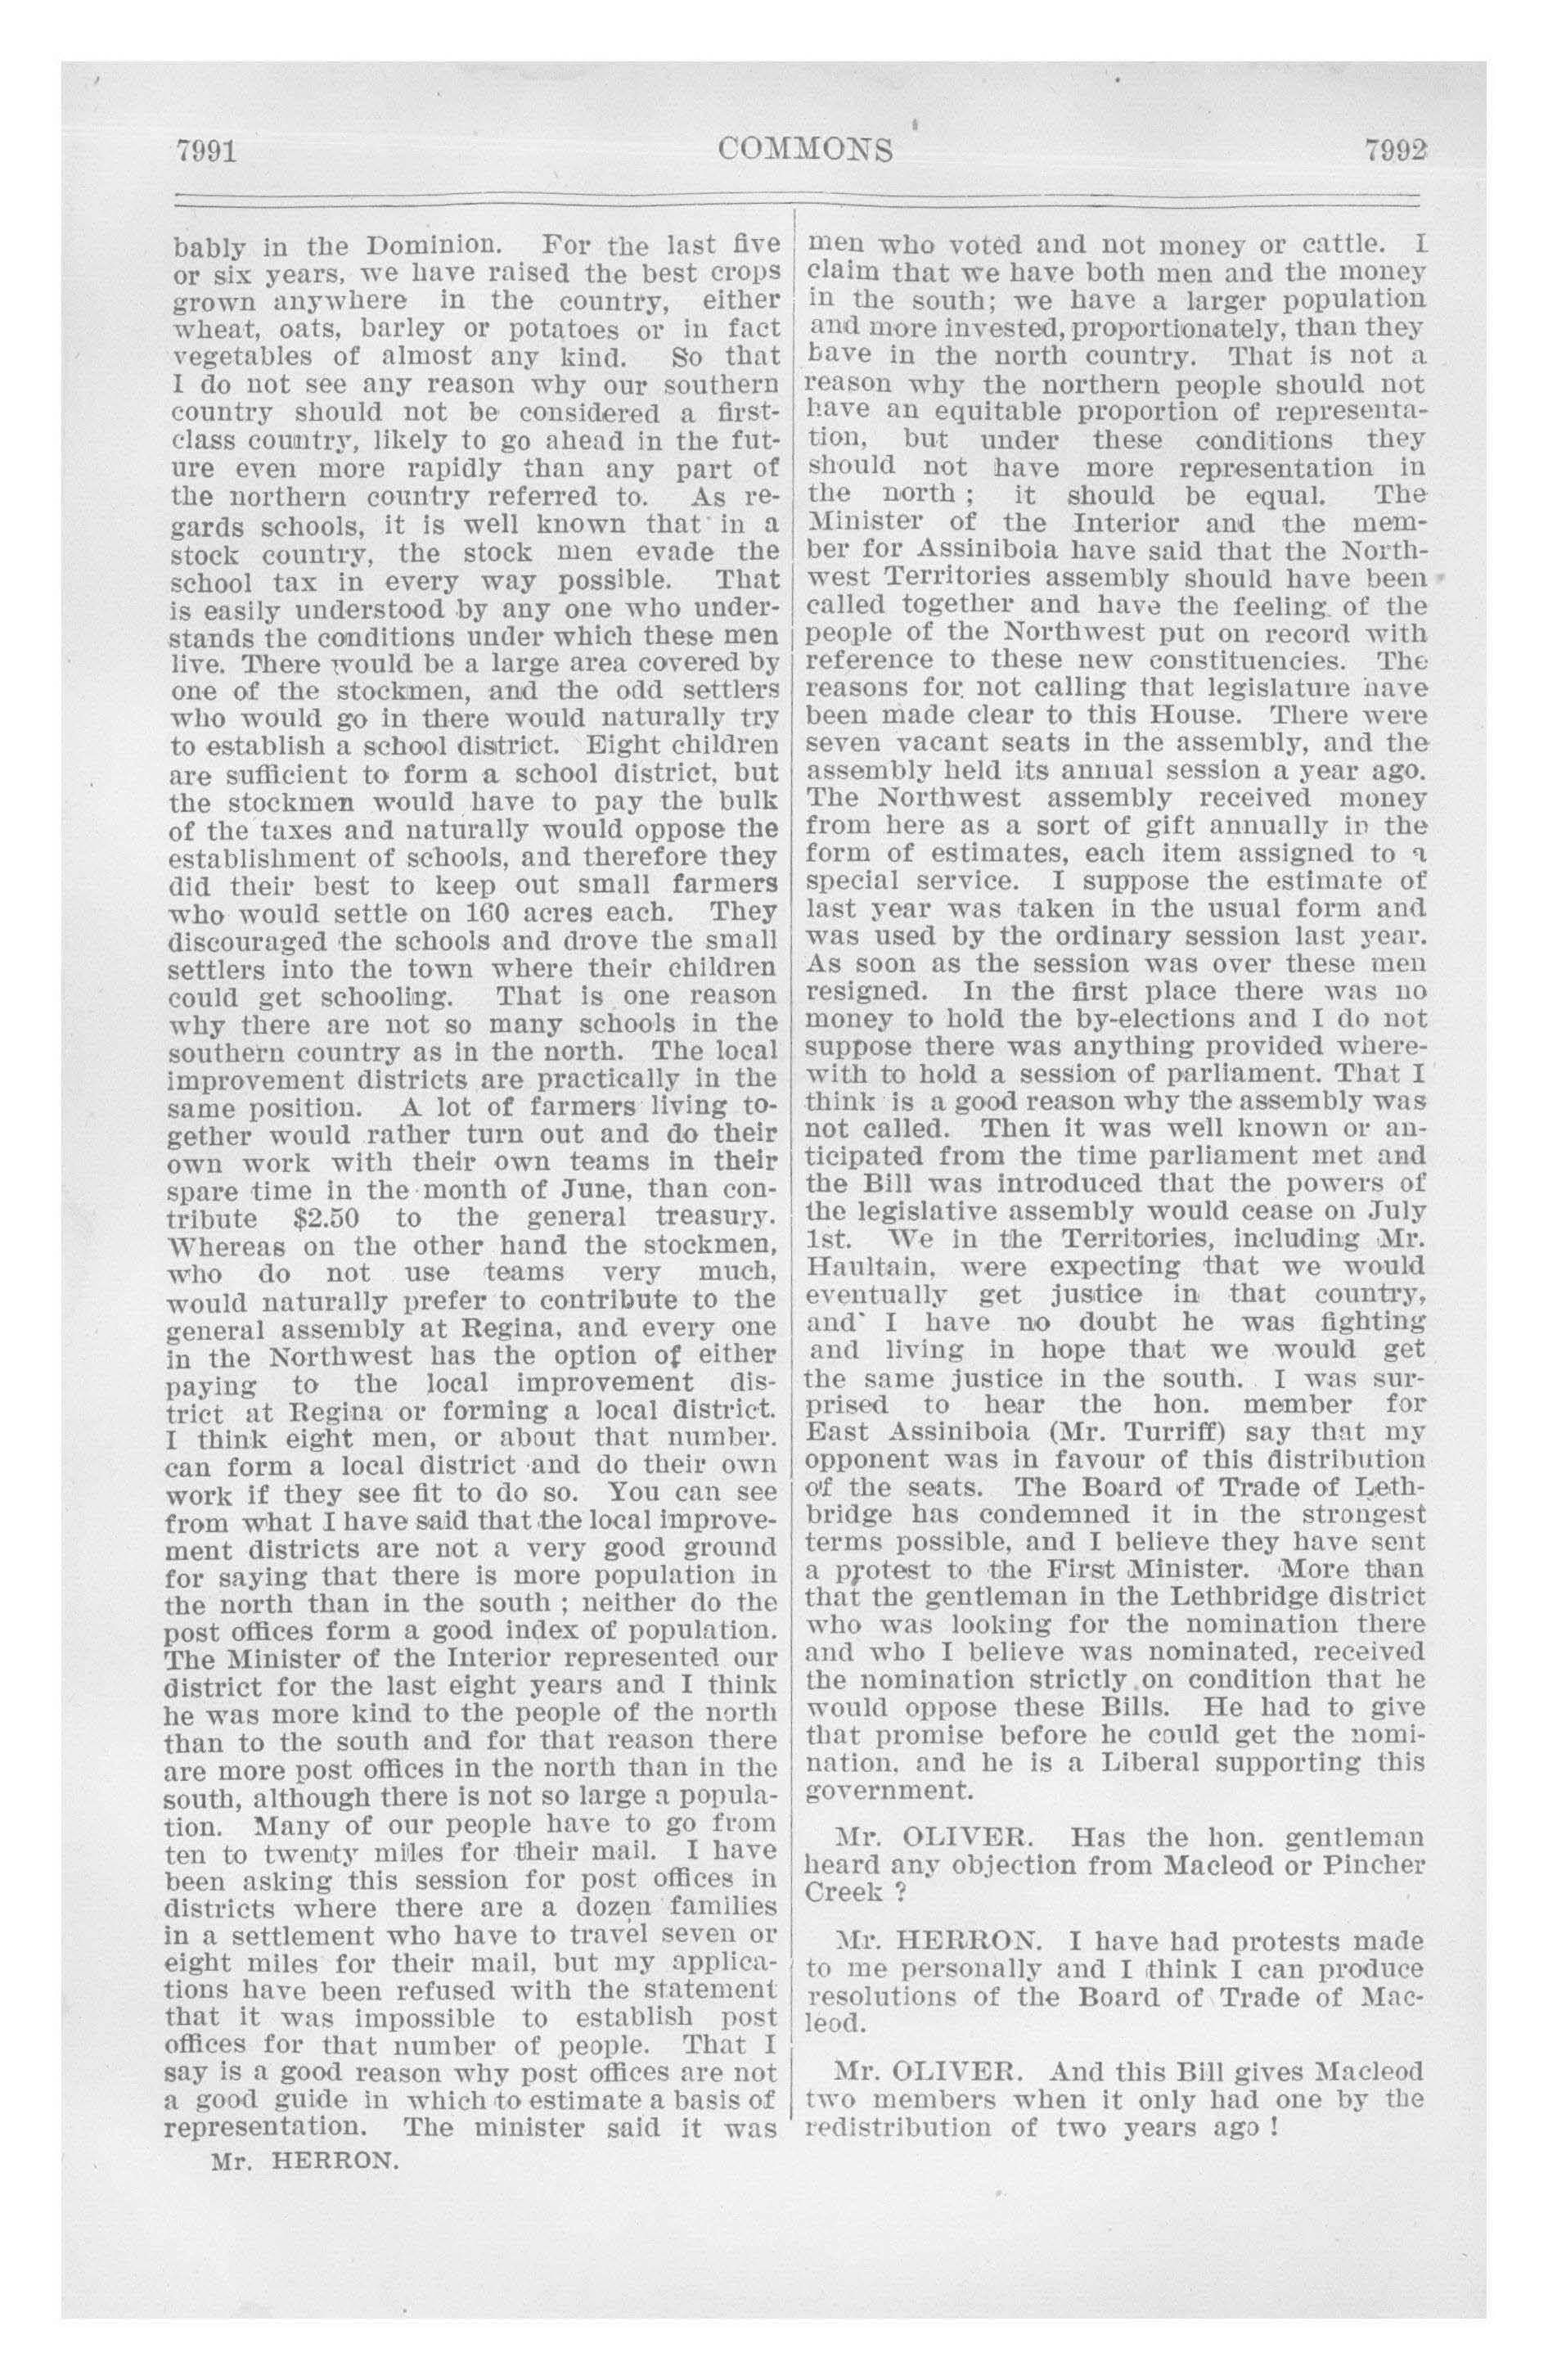 7991
COMMONS
7992
bably in the Dominion. For the last five
or six years, we have raised the best crops
grown anywhere in the country, either
wheat, oats, barley or potatoes or in fact
vegetables of almost any kind. So that
I do not see any reason why our southern
country should not be considered a first-
class country, likely to go ahead in the fut-
ure even more rapidly than any part of
the northern country referred to. As re-
gards schools, it is well known that in a
stock country, the stock men evade the
school tax in every way possible. That
is easily understood by any one who under-
stands the conditions under which these men
live. There would be a large area covered by
one of the stockmen, and the odd settlers
who would go in there would naturally try
to establish a school district. Eight children
are sufficient to form a school district, but
the stockmen would have to pay the bulk
of the taxes and naturally would oppose the
establishment of schools, and therefore they
did their best to keep out small farmers
who would settle on 160 acres each. They
discouraged the schools and drove the small
settlers into the town where their children
could get schooling. That is one reason
why there are not so many schools in the
southern country as in the north. The local
improvement districts are practically in the
same position. A lot of farmers living to-
gether would rather turn out and do their
own work with their own teams in their
spare time in the month of June, than con-
tribute $2.50 to the general treasury.
Whereas on the other hand the stockmen,
who do not use teams very much,
would naturally prefer to contribute to the
general assembly at Regina, and every one
in the Northwest has the option of either
paying to the local improvement dis-
trict at Regina or forming a local district.
I think eight men, or about that number.
can form a local district and do their own
work if they see fit to do so. You can see
from what I have said that the local improve-
ment districts are not a very good ground
for saying that there is more population in
the north than in the south ; neither do the
post offices form a good index of population.
The Minister of the Interior represented our
district for the last eight years and I think
he was more kind to the people of the north
than to the south and for that reason there
are more post offices in the north than in the
south, although there is not so large a popula-
tion. Many of our people have to go from
ten to twenty miles for their mail. I have
been asking this session for post offices in
districts where there are a dozen families
in a settlement who have to travel seven or
eight miles for their mail, but my applica-
tions have been refused with the statement
that it was impossible to establish post
offices for that number of people. That I
say is a good reason why post offices are not
a good guide in which to estimate a basis of
representation. The minister said it was
Mr. HERRON.
men who voted and not money or cattle. I
claim that we have both men and the money
in the south; we have a larger population
and more invested, proportionately, than they
have in the north country. That is not a
reason why the northern people should not
have an equitable proportion of representa-
tion, but under these conditions they
should not have more representation in
the north ; it should be equal. The
Minister of the Interior and the mem-
ber for Assiniboia have said that the North-
west Territories assembly should have been
called together and have the feeling of the
people of the Northwest put on record with
reference to these new constituencies. The
reasons for not calling that legislature have
been made clear to this House. There were
seven vacant seats in the assembly, and the
assembly held its annual session a year ago.
The Northwest assembly received money
from here as a sort of gift annually in the
form of estimates, each item assigned to a
special service. I suppose the estimate of
last year was taken in the usual form and
was used by the ordinary session last year.
As soon as the session was over these men
resigned. In the first place there was no
money to hold the by-elections and I do not
suppose there was anything provided where-
with to hold a session of parliament. That I
think is a good reason why the assembly was
not called. Then it was well known or an-
ticipated from the time parliament met and
the Bill was introduced that the powers of
the legislative assembly would cease on July
1st. We in the Territories, including Mr.
Haultain, were expecting that we would
eventually get justice in that country,
and I have no doubt he was fighting
and living in hope that we would get
the same justice in the south. I was sur-
prised to hear the hon. member for
East Assiniboia (Mr. Turriff) say that my
opponent was in favour of this distribution
of the seats. The Board of Trade of Leth-
bridge has condemned it in the strongest
terms possible, and I believe they have sent
a protest to the First Minister. More than
that the gentleman in the Lethbridge district
who was looking for the nomination there
and who I believe was nominated, received
the nomination strictly on condition that he
would oppose these Bills. He had to give
that promise before he could get the nomi-
nation, and he is a Liberal supporting this
government.
Mr. OLIVER. Has the hon. gentleman
heard any objection from Macleod or Pincher
Creek ?
Mr. HERRON. I have had protests made
to me personally and I think I can produce
resolutions of the Board of Trade of Mac-
leod.
Mr. OLIVER. And this Bill gives Macleod
two members when it only had one by the
redistribution of two years ago !